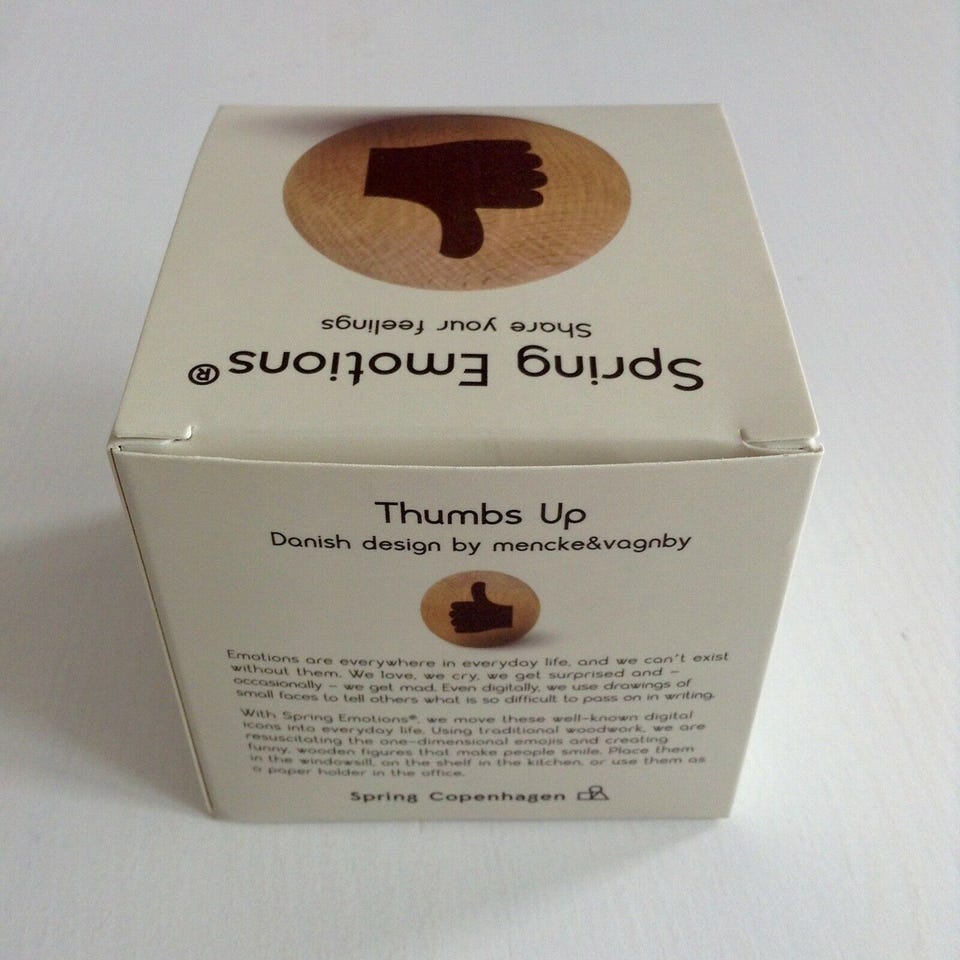 Spring Emotions®
Share your feelings
Thumbs Up
Danish design by mencke&vagnby
Emotions are everywhere in everyday life, and we can't exist
without them. We love, we cry, we get surprised and –
occasionally – we get mad. Even digitally, we use drawings of
small faces to tell others what is so difficult to pass on in writing.
With Spring Emotions®, we move these well-known digital
icons into everyday life. Using traditional woodwork, we are
resuscitating the one-dimensional emojis and creating
funny, wooden figures that make people smile. Place them
in the windowsill, on the shelf in the kitchen, or use them as
a paper holder in the office.
Spring Copenhagen